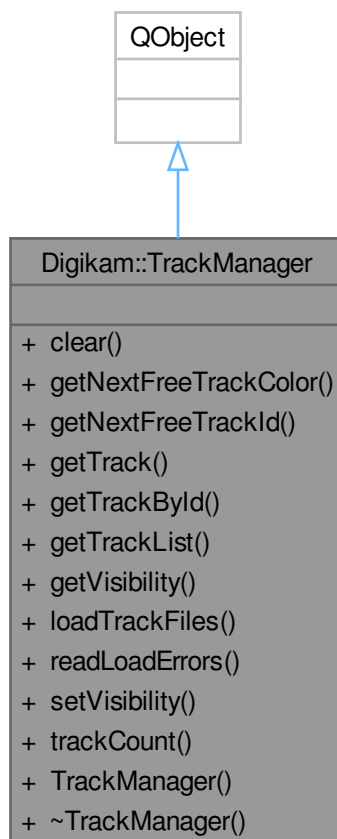 QObject
Digikam::TrackManager
+ clear()
+ getNextFreeTrackColor()
+ getNextFreeTrackId()
+ getTrack()
+ getTrackById()
+ getTrackList()
+ getVisibility()
+ loadTrackFiles()
+ readLoadErrors()
+ setVisibility()
+ trackCount()
+ TrackManager()
+ ~TrackManager()